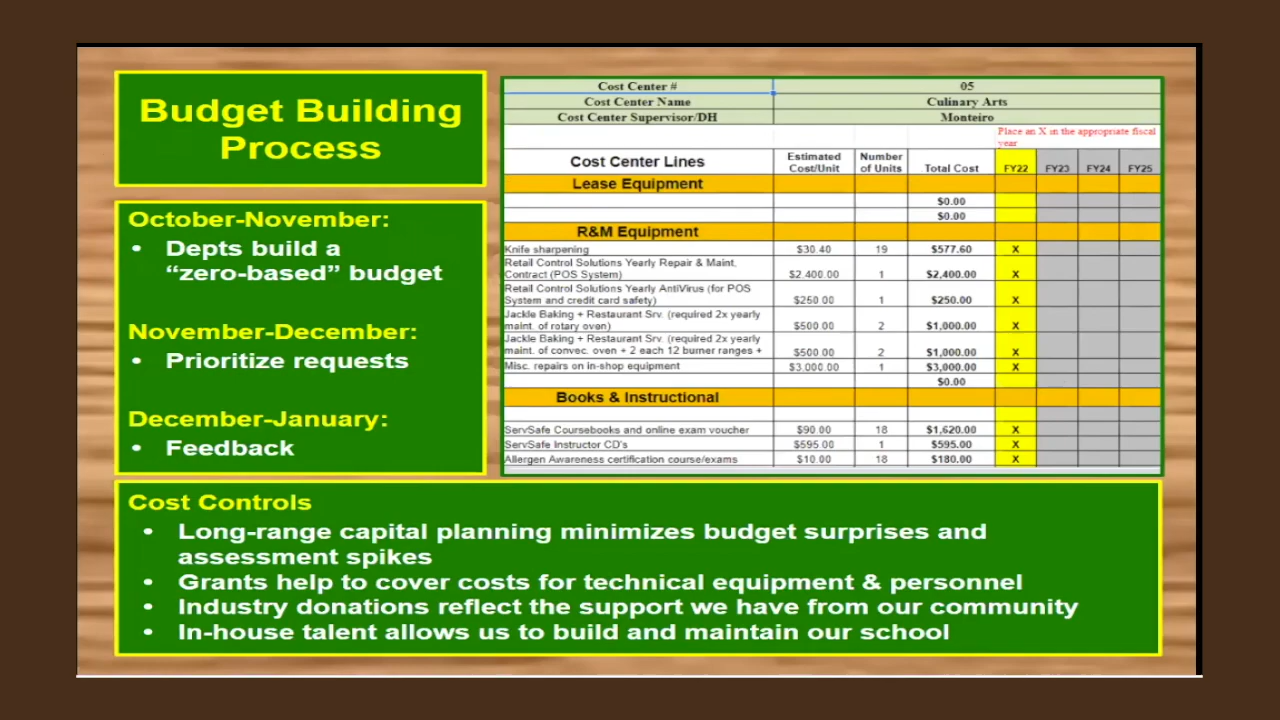 Budget Building
Process
October-November:
• Depts build a
“zero-based” budget
November-December:
• Prioritize requests
December-January:
• Feedback
Cost Center # 05
Cost Center Name Culinary Arts
Cost Center Supervisor/DH Monteiro
Place an X in the appropriate fiscal
year
Cost Center Lines Estimated Cost/Unit Number of Units Total Cost FY22 FY23 FY24 FY25
Lease Equipment
$0.00
$0.00
R&M Equipment
Knife sharpening $30.40 19 $577.60 X
Retail Control Solutions Yearly Repair & Maint.
Contract (POS System) $2,400.00 1 $2,400.00 X
Retail Control Solutions Yearly AntiVirus (for POS
System and credit card safety) $250.00 1 $250.00 X
Jackle Baking + Restaurant Srv. (required 2x yearly
maint. of rotary oven) $500.00 2 $1,000.00 X
Jackle Baking + Restaurant Srv. (required 2x yearly
maint. of convec. oven + 2 each 12 burner ranges + $500.00 2 $1,000.00 X
Misc. repairs on in-shop equipment $3,000.00 1 $3,000.00 X
$0.00
Books & Instructional
ServSafe Coursebooks and online exam voucher $90.00 18 $1,620.00 X
ServSafe Instructor CD's $595.00 1 $595.00 X
Allergen Awareness certification course/exams $10.00 18 $180.00 X
Cost Controls
• Long-range capital planning minimizes budget surprises and
assessment spikes
• Grants help to cover costs for technical equipment & personnel
• Industry donations reflect the support we have from our community
• In-house talent allows us to build and maintain our school